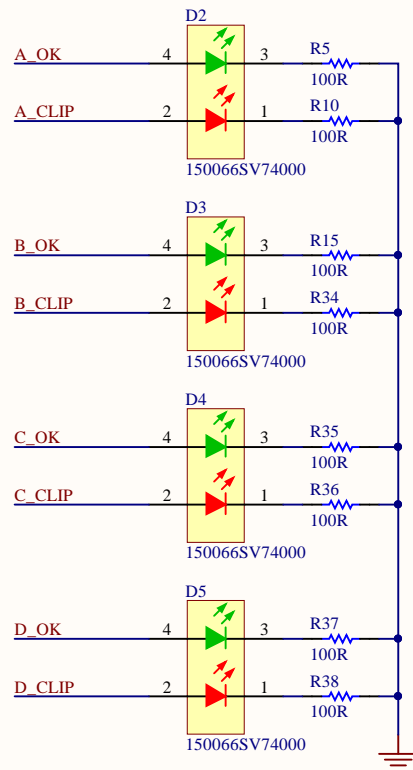 D2
A_OK 4 3 R5
100R
A_CLIP 2 1 R10
100R
150066SV74000
D3
B_OK 4 3 R15
100R
B_CLIP 2 1 R34
100R
150066SV74000
D4
C_OK 4 3 R35
100R
C_CLIP 2 1 R36
100R
150066SV74000
D5
D_OK 4 3 R37
100R
D_CLIP 2 1 R38
100R
150066SV74000